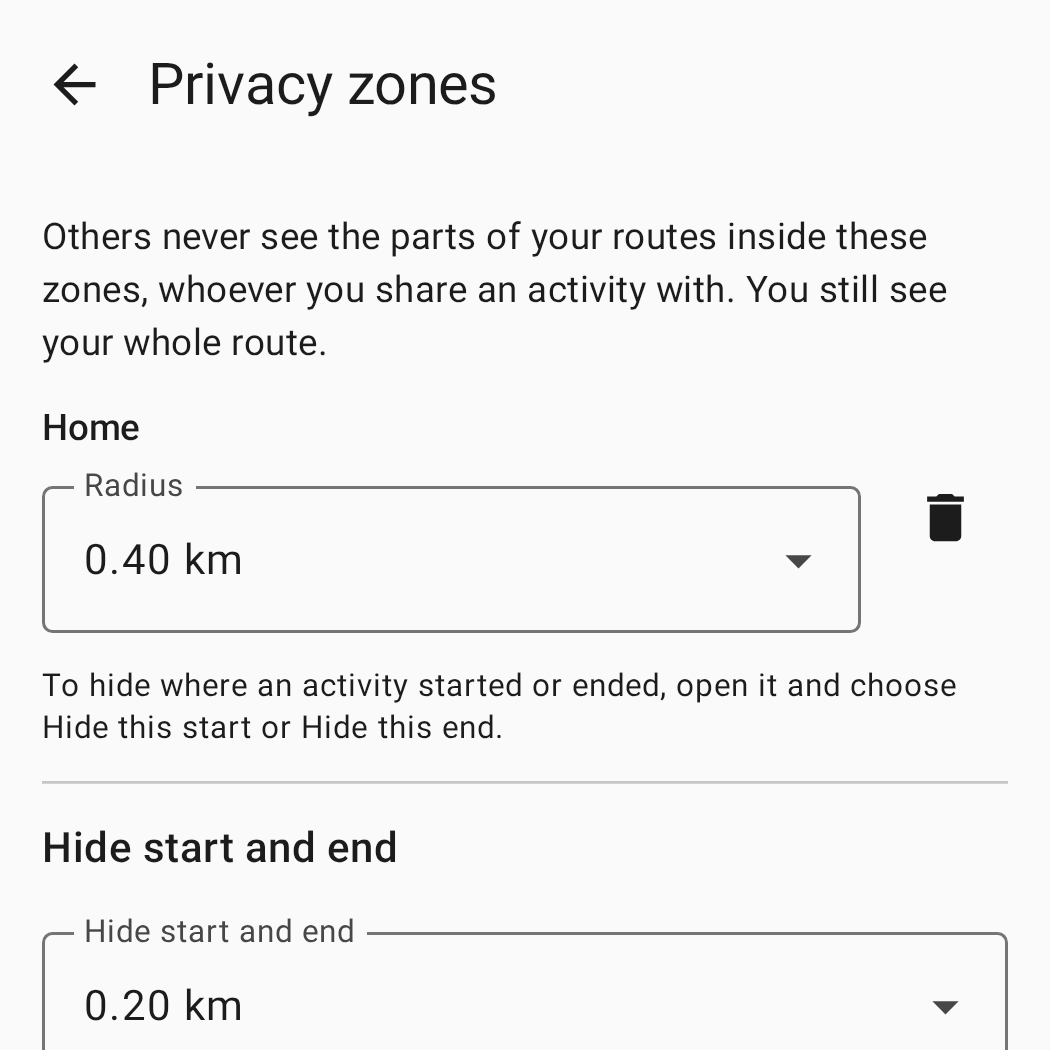 Privacy zones
Others never see the parts of your routes inside these
zones, whoever you share an activity with. You still see
your whole route.
Home
Radius
0.40 km
To hide where an activity started or ended, open it and choose
Hide this start or Hide this end.
Hide start and end
Hide start and end
0.20 km